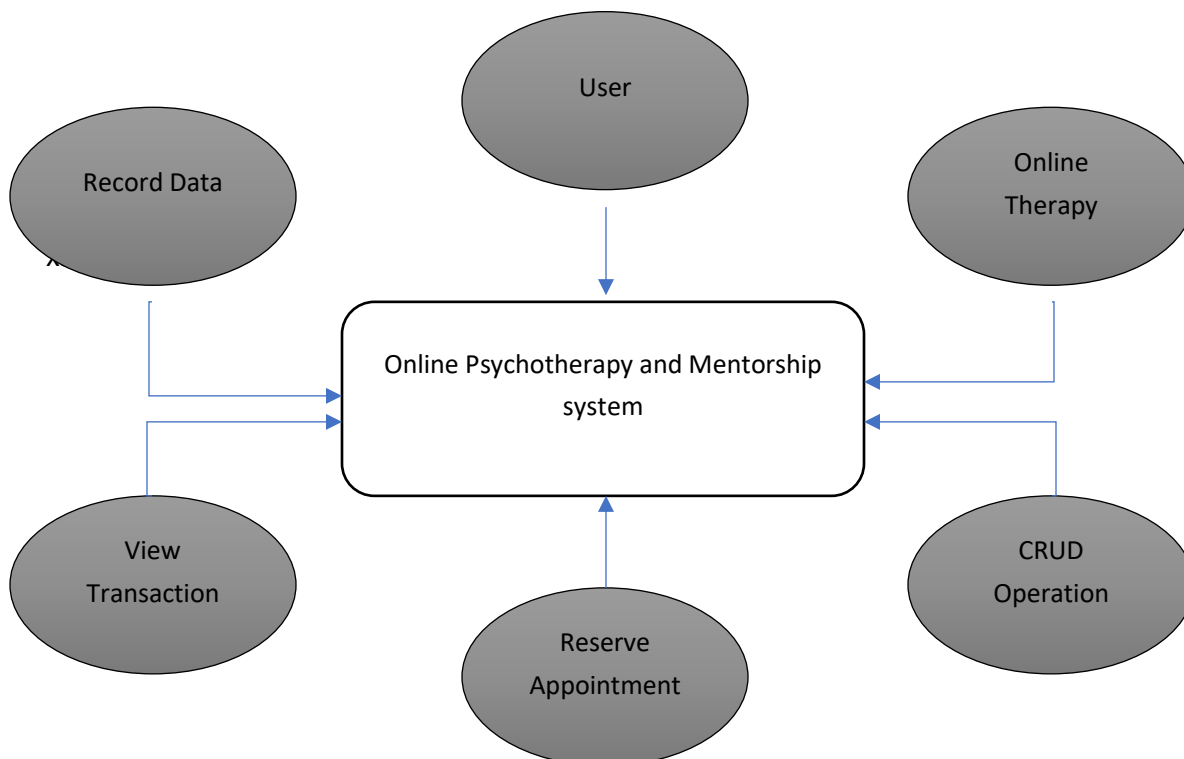 User
Record Data
Online
Therapy
Online Psychotherapy and Mentorship
system
View
Transaction
CRUD
Operation
Reserve
Appointment